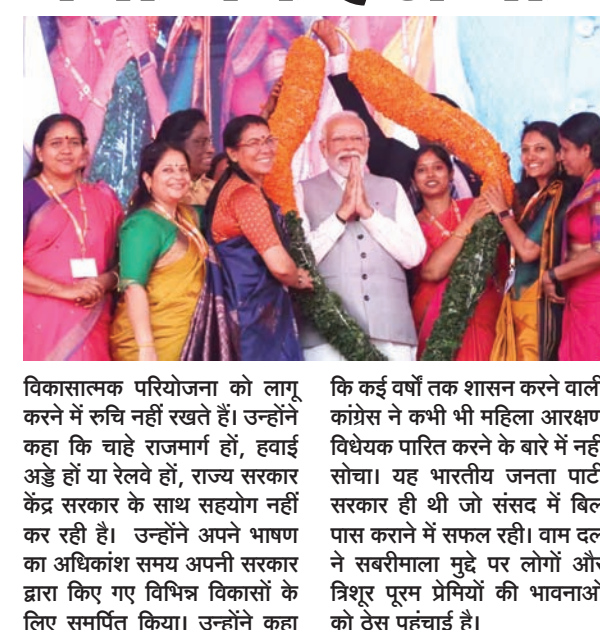 विकासात्मक परियोजना को लागू
करने में रुचि नहीं रखते हैं। उन्होंने
कहा कि चाहे राजमार्ग हों, हवाई
अड्डे हों या रेलवे हों, राज्य सरकार
केंद्र सरकार के साथ सहयोग नहीं
कर रही है। उन्होंने अपने भाषण
का अधिकांश समय अपनी सरकार
द्वारा किए गए विभिन्न विकासों के
लिए समर्पित किया। उन्होंने कहा
कि कई वर्षों तक शासन करने वाली
कांग्रेस ने कभी भी महिला आरक्षण
विधेयक पारित करने के बारे में नहीं
सोचा। यह भारतीय जनता पार्टी
सरकार ही थी जो संसद में बिल
पास कराने में सफल रही। वाम दल
ने सबरीमाला मुद्दे पर लोगों और
त्रिशूर पूरम प्रेमियों की भावनाओं
को ठेस पहुंचाई है।